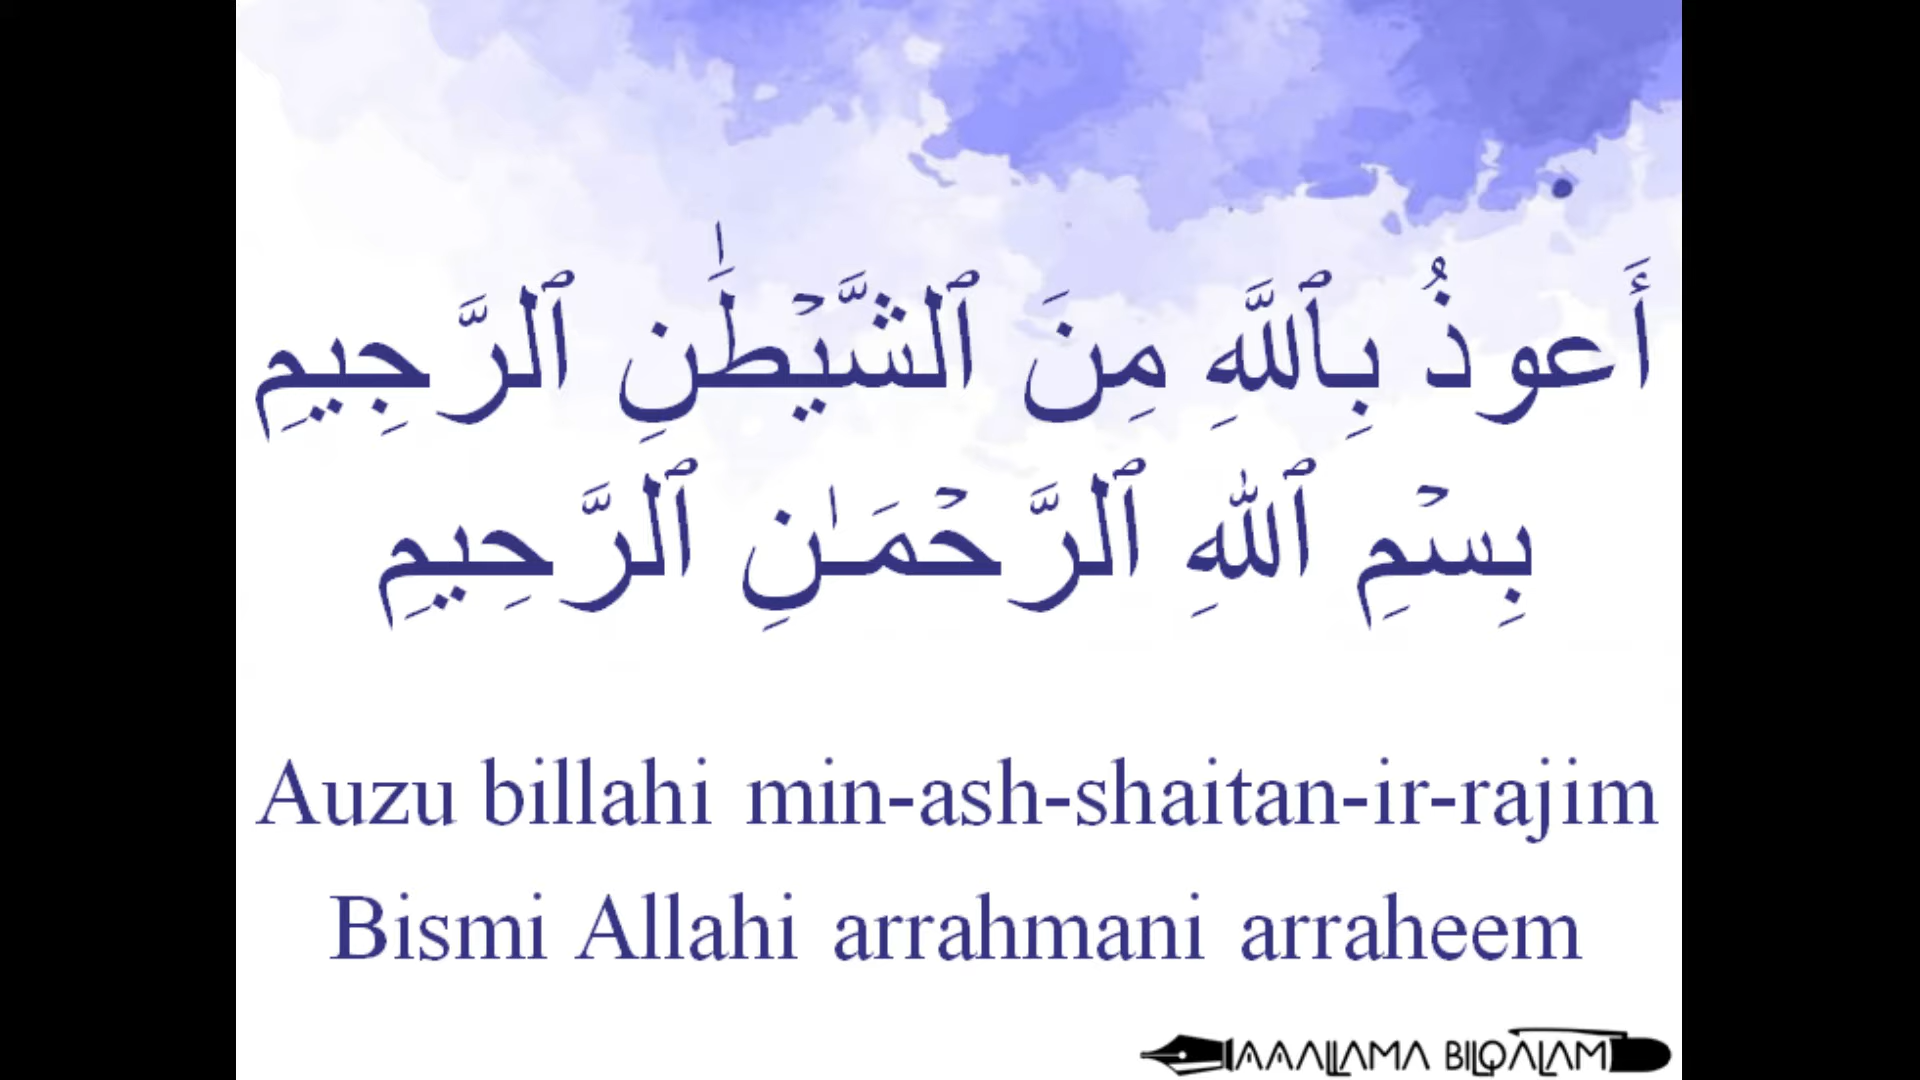 أَعوذُ بِٱللَّهِ مِنَ ٱلشَّيۡطَٰنِ ٱلرَّجِيمِ
بِسۡمِ ٱللهِ ٱلرَّحۡمَـٰنِ ٱلرَّحِيمِ
Auzu billahi min-ash-shaitan-ir-rajim
Bismi Allahi arrahmani arraheem
AAALLAMA BILQALAM